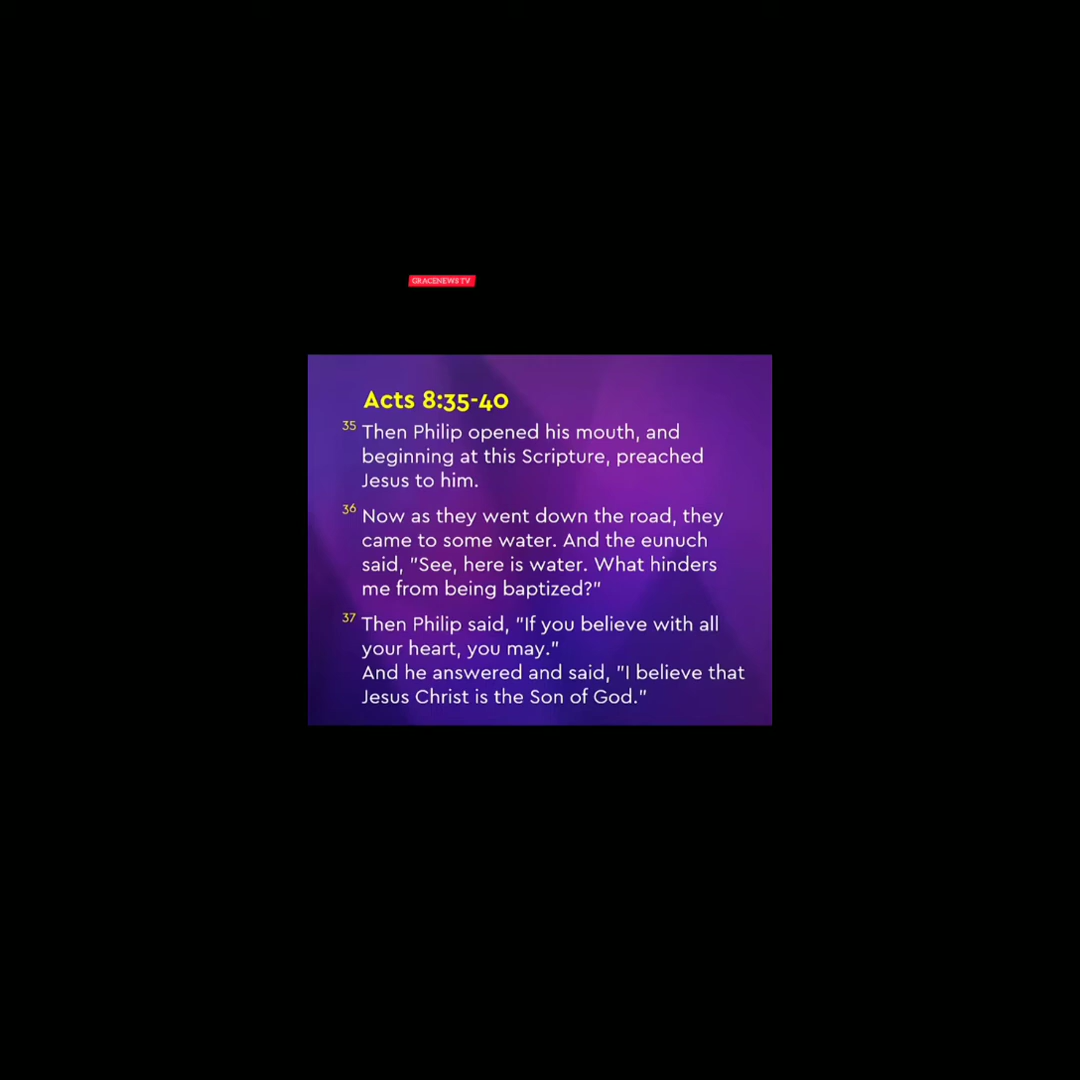 GRACENEWS TV
Acts 8:35-40
35 Then Philip opened his mouth, and
beginning at this Scripture, preached
Jesus to him.
36 Now as they went down the road, they
came to some water. And the eunuch
said, "See, here is water. What hinders
me from being baptized?"
37 Then Philip said, "If you believe with all
your heart, you may."
And he answered and said, "I believe that
Jesus Christ is the Son of God."